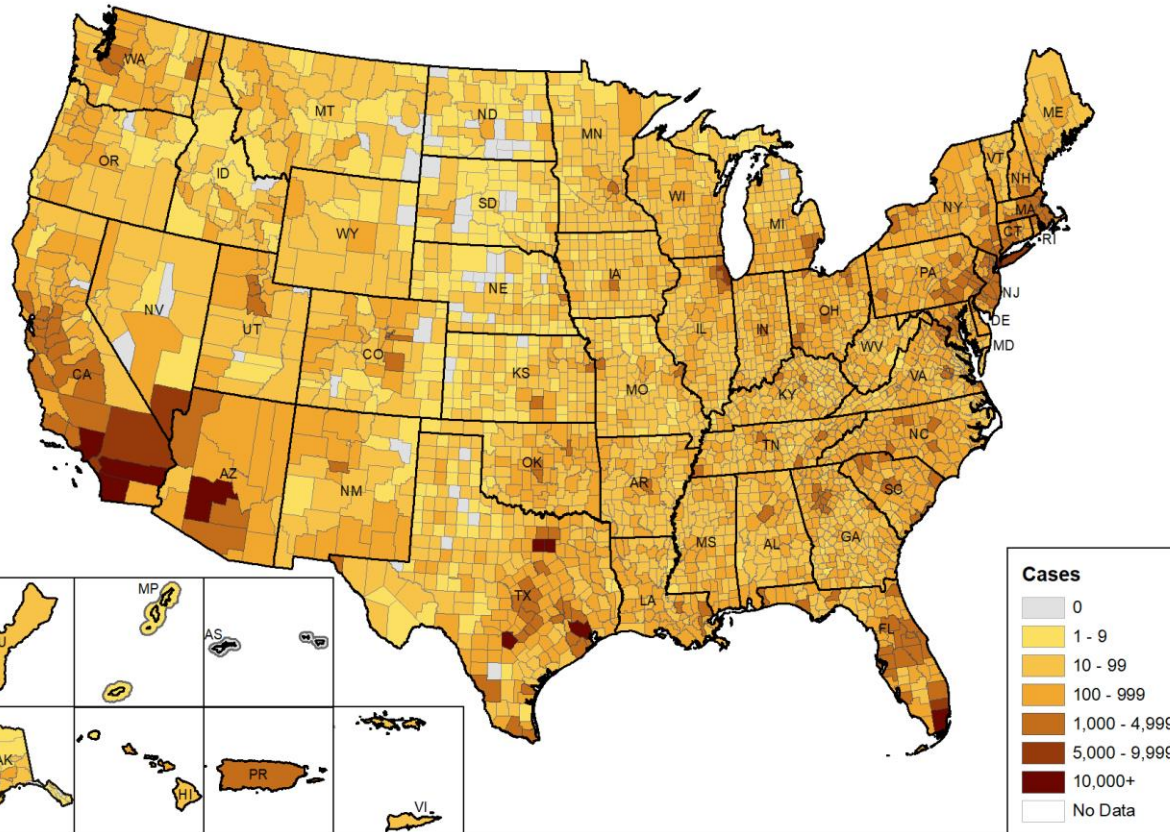 WA
MT
ND
MN
ME
OR
ID
SD
WI
VT
NH
NY
MA
CT
RI
MI
WY
IA
NE
PA
NJ
NV
UT
CO
IL
IN
OH
DE
MD
WV
VA
KS
MO
KY
CA
TN
NC
AZ
NM
OK
AR
SC
MS
AL
GA
TX
LA
FL
MP
AS
AK
HI
PR
VI
Cases
0
1 - 9
10 - 99
100 - 999
1,000 - 4,999
5,000 - 9,999
10,000+
No Data